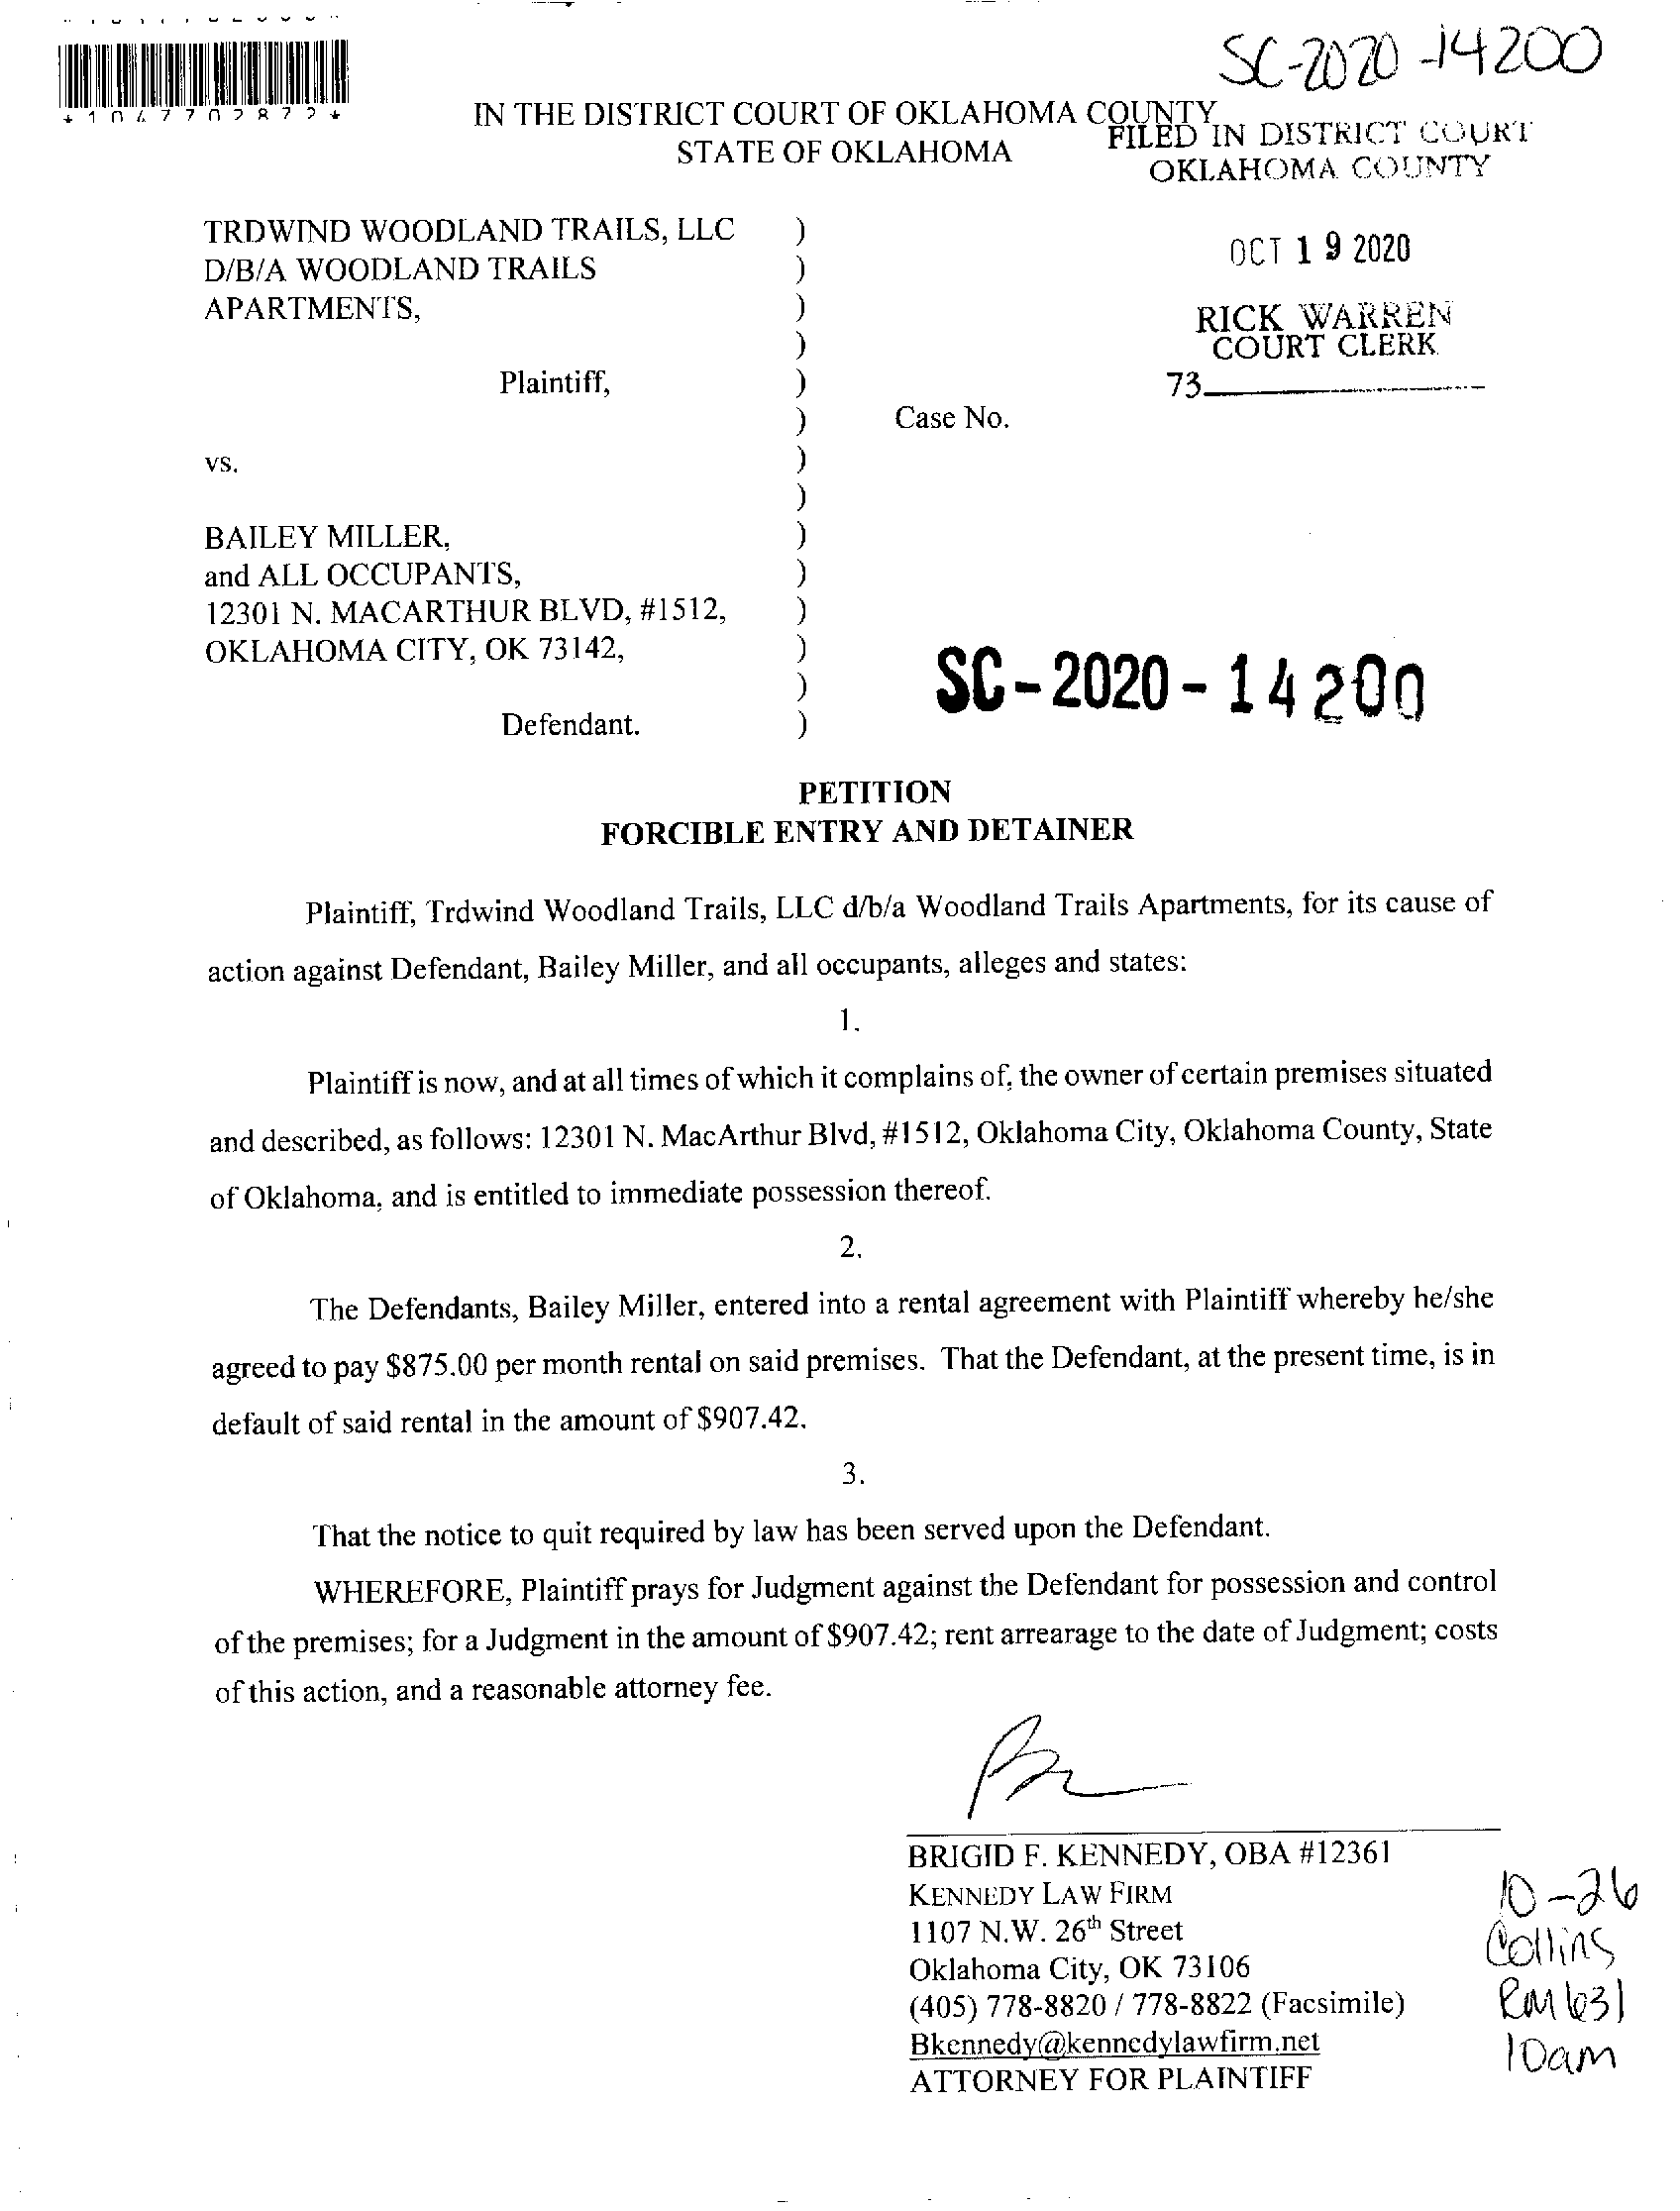 SC-2020-14200
*1047702872*
IN THE DISTRICT COURT OF OKLAHOMA COUNTY
STATE OF OKLAHOMA
FILED IN DISTRICT COURT
OKLAHOMA COUNTY
OCT 19 2020
RICK WARREN
COURT CLERK
73
TRDWIND WOODLAND TRAILS, LLC )
D/B/A WOODLAND TRAILS )
APARTMENTS, )
)
Plaintiff, )
) Case No.
vs. )
)
BAILEY MILLER, )
and ALL OCCUPANTS, )
12301 N. MACARTHUR BLVD, #1512, )
OKLAHOMA CITY, OK 73142, )
) SC-2020-14200
Defendant. )
PETITION
FORCIBLE ENTRY AND DETAINER
Plaintiff, Trdwind Woodland Trails, LLC d/b/a Woodland Trails Apartments, for its cause of
action against Defendant, Bailey Miller, and all occupants, alleges and states:
1.
Plaintiff is now, and at all times of which it complains of, the owner of certain premises situated
and described, as follows: 12301 N. MacArthur Blvd, #1512, Oklahoma City, Oklahoma County, State
of Oklahoma, and is entitled to immediate possession thereof.
2.
The Defendants, Bailey Miller, entered into a rental agreement with Plaintiff whereby he/she
agreed to pay $875.00 per month rental on said premises. That the Defendant, at the present time, is in
default of said rental in the amount of $907.42.
3.
That the notice to quit required by law has been served upon the Defendant.
WHEREFORE, Plaintiff prays for Judgment against the Defendant for possession and control
of the premises; for a Judgment in the amount of $907.42; rent arrearage to the date of Judgment; costs
of this action, and a reasonable attorney fee.
BRIGID F. KENNEDY, OBA #12361
KENNEDY LAW FIRM
1107 N.W. 26th Street
Oklahoma City, OK 73106
(405) 778-8820 / 778-8822 (Facsimile)
Bkennedy@kennedylawfirm.net
ATTORNEY FOR PLAINTIFF
10-26
Collins
RM 631
10am